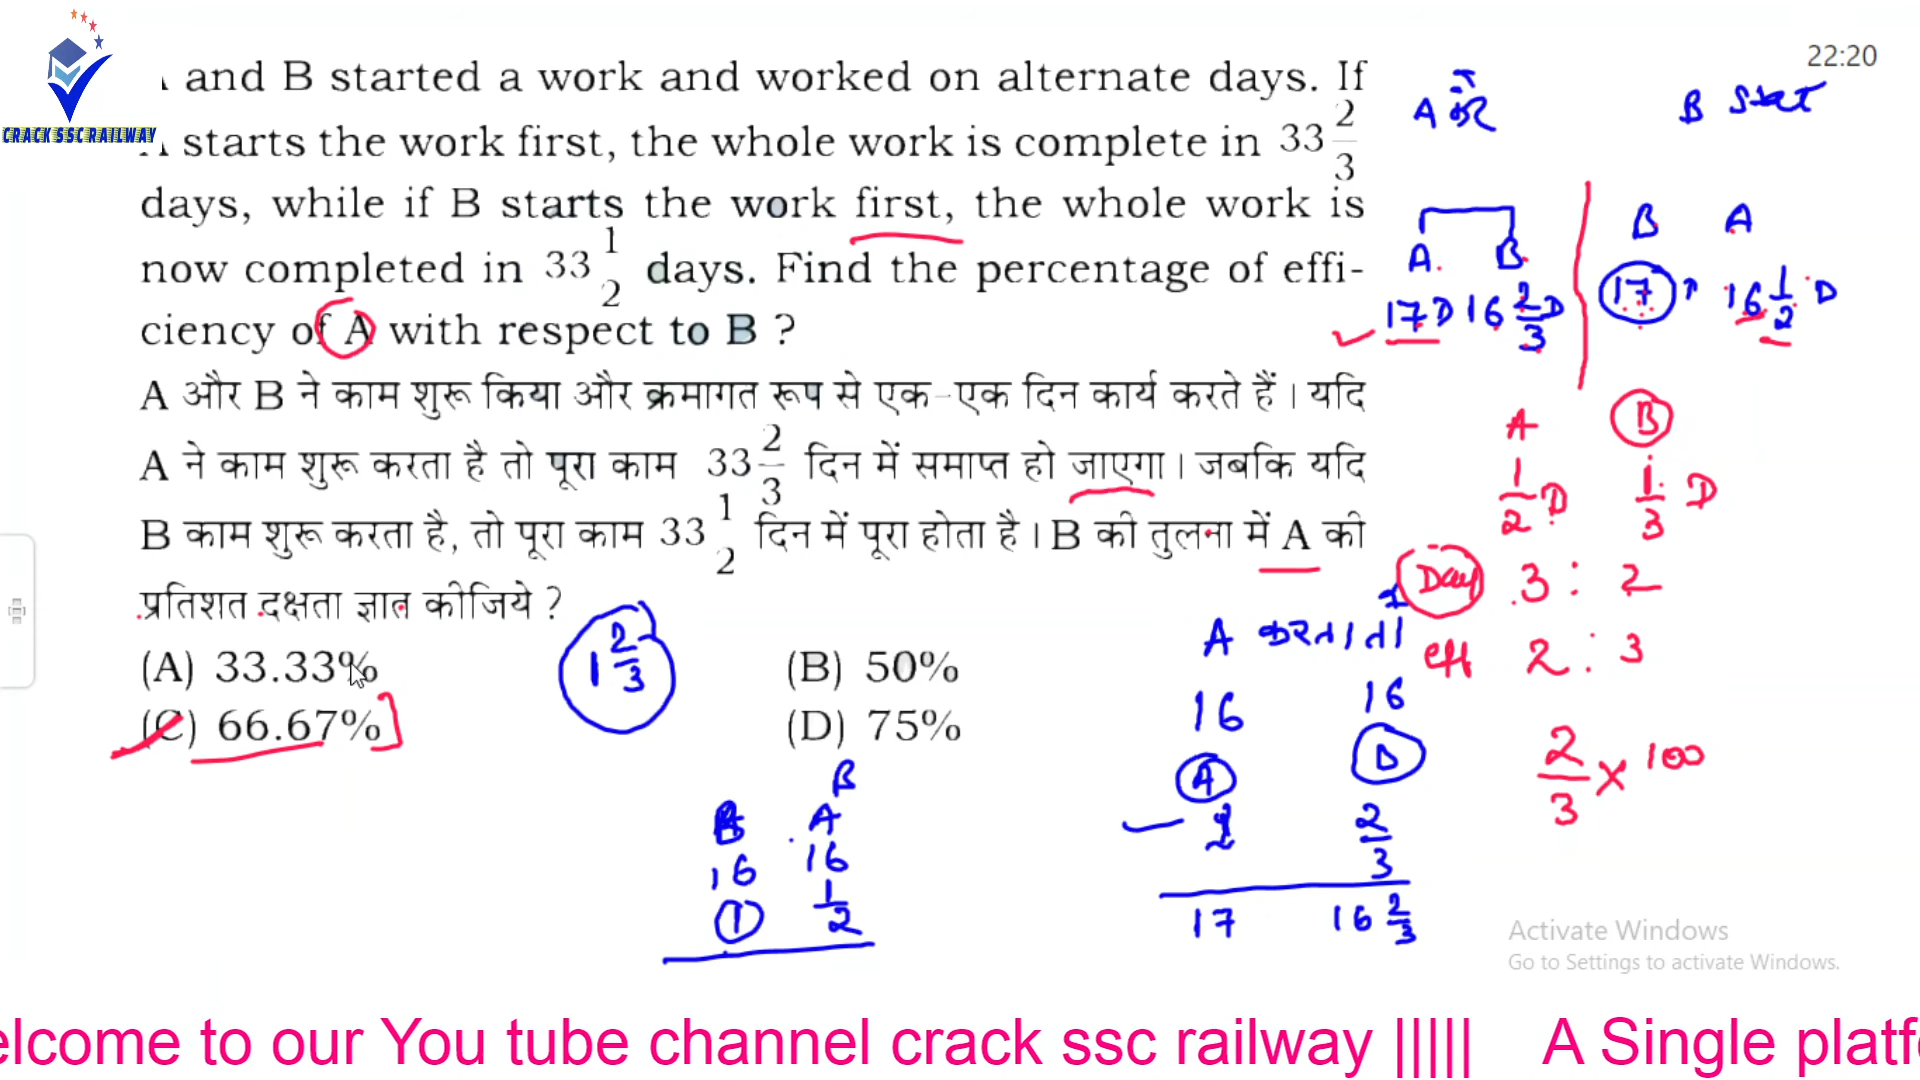 22:20
and B started a work and worked on alternate days. If
starts the work first, the whole work is complete in 33 2/3
days, while if B starts the work first, the whole work is
now completed in 33 1/2 days. Find the percentage of effi-
ciency of A with respect to B ?
A और B ने काम शुरू किया और क्रमागत रूप से एक-एक दिन कार्य करते हैं। यदि
A ने काम शुरू करता है तो पूरा काम 33 2/3 दिन में समाप्त हो जाएगा। जबकि यदि
B काम शुरू करता है, तो पूरा काम 33 1/2 दिन में पूरा होता है। B की तुलना में A की
प्रतिशत दक्षता ज्ञात कीजिये ?
(A) 33.33%
(B) 50%
(C) 66.67%
(D) 75%
CRACK SSC RAILWAY
A
B Start
A B
17D 16 2/3 D
B A
17 16 1/2 D
A B
1/2 D 1/3 D
Day 3 : 2
eff 2 : 3
2/3 × 100
1 2/3
A करता
16 16
A
2/3
17 16 2/3
B
B A
16 16
1 1/2
Activate Windows
Go to Settings to activate Windows.
elcome to our You tube channel crack ssc railway ||||| A Single platf